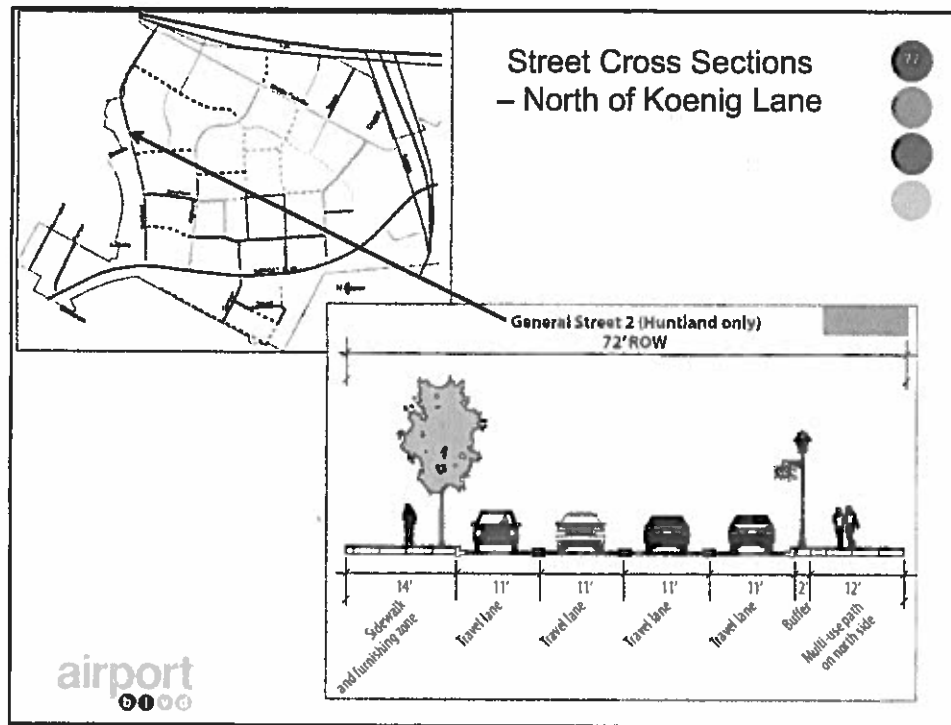 Street Cross Sections
– North of Koenig Lane
General Street 2 (Huntland only)
72' ROW
14'
Sidewalk
and furnishing zone
11'
Travel lane
11'
Travel lane
11'
Travel lane
11'
Travel lane
2'
Buffer
12'
Multi-use path
on north side
airport
blvd